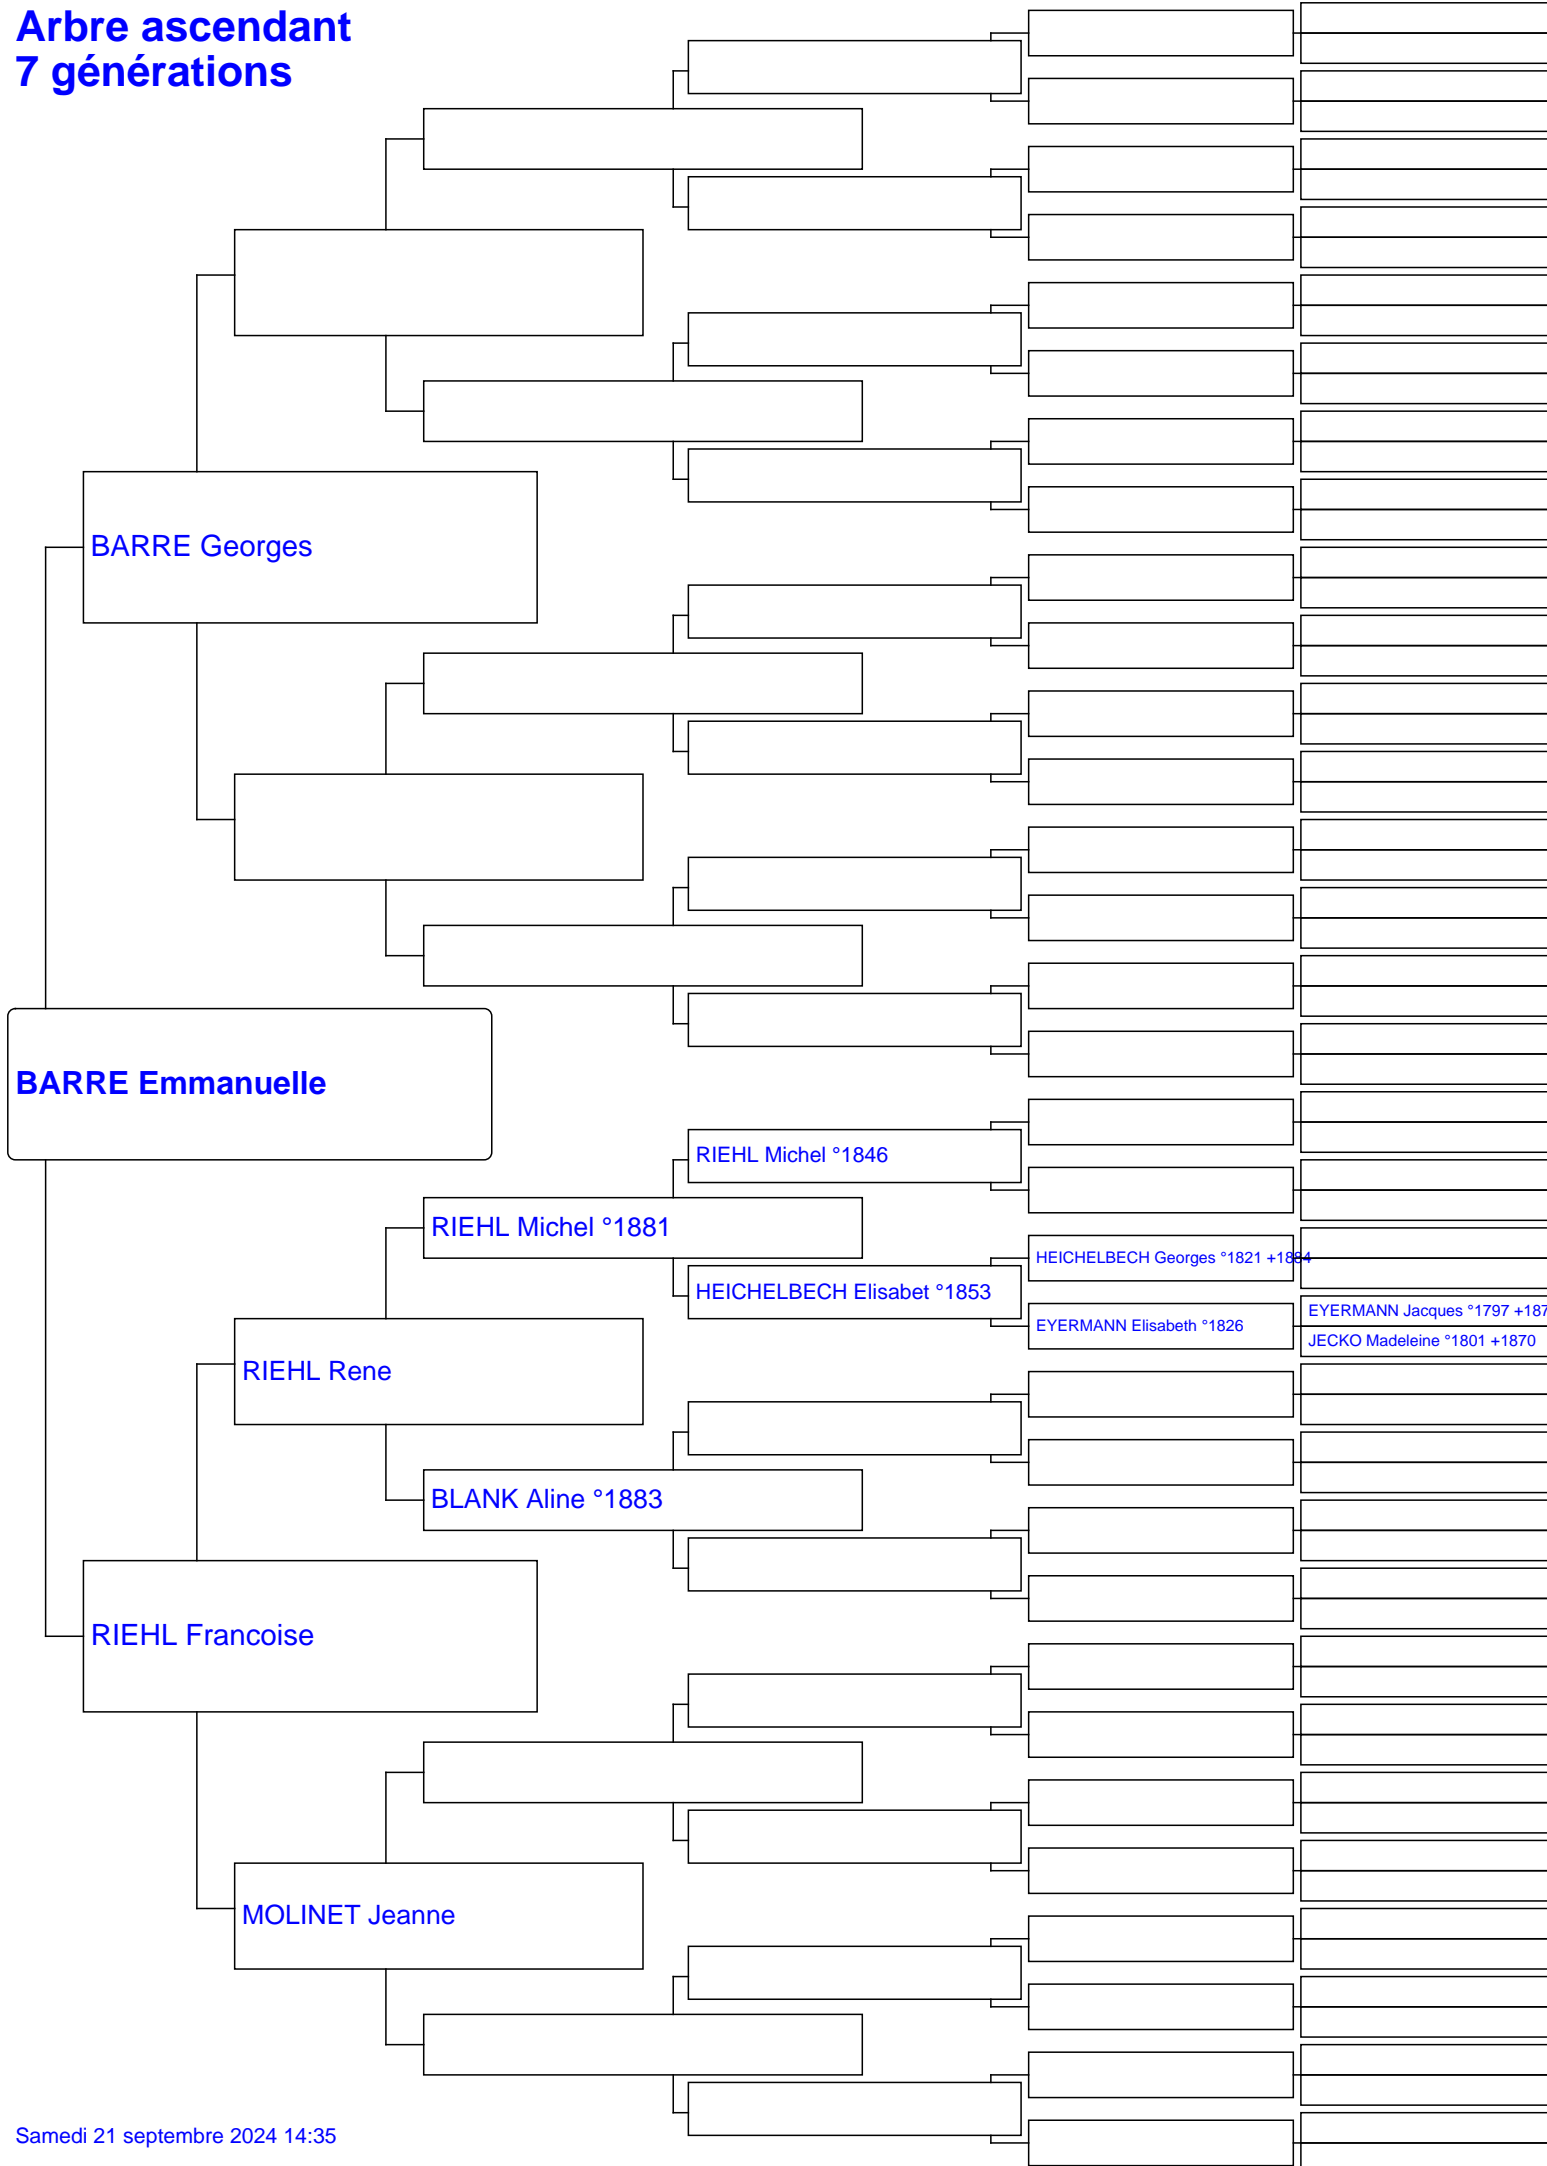 Arbre ascendant
7 générations
BARRE Georges
BARRE Emmanuelle
RIEHL Michel °1846
RIEHL Michel °1881
HEICHELBECH Georges °1821 +1884
HEICHELBECH Elisabet °1853
EYERMANN Jacques °1797 +187
EYERMANN Elisabeth °1826
JECKO Madeleine °1801 +1870
RIEHL Rene
BLANK Aline °1883
RIEHL Francoise
MOLINET Jeanne
Samedi 21 septembre 2024 14:35